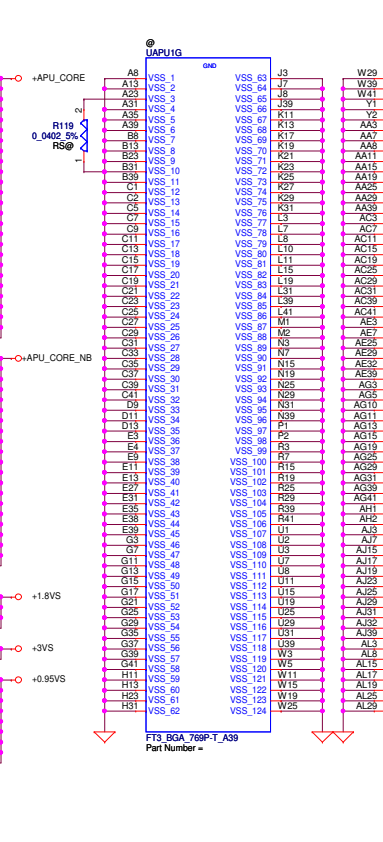 @
UAPU1G
GND
+APU_CORE
R119
0_0402_5%
RS@
2
1
+APU_CORE_NB
+1.8VS
+3VS
+0.95VS
A8 VSS_1 VSS_63 J3 W29
A13 VSS_2 VSS_64 J7 W39
A23 VSS_3 VSS_65 J8 W41
A31 VSS_4 VSS_66 J39 Y1
A35 VSS_5 VSS_67 K11 Y2
A39 VSS_6 VSS_68 K13 AA3
B8 VSS_7 VSS_69 K17 AA7
B13 VSS_8 VSS_70 K19 AA8
B23 VSS_9 VSS_71 K21 AA11
B31 VSS_10 VSS_72 K23 AA15
B39 VSS_11 VSS_73 K25 AA19
C1 VSS_12 VSS_74 K27 AA25
C2 VSS_13 VSS_75 K29 AA29
C5 VSS_14 VSS_76 K31 AA39
C7 VSS_15 VSS_77 L3 AC3
C9 VSS_16 VSS_78 L7 AC7
C11 VSS_17 VSS_79 L8 AC11
C13 VSS_18 VSS_80 L10 AC15
C15 VSS_19 VSS_81 L11 AC19
C17 VSS_20 VSS_82 L15 AC25
C19 VSS_21 VSS_83 L19 AC29
C21 VSS_22 VSS_84 L31 AC31
C23 VSS_23 VSS_85 L39 AC39
C25 VSS_24 VSS_86 L41 AC41
C27 VSS_25 VSS_87 M1 AE3
C29 VSS_26 VSS_88 M2 AE7
C31 VSS_27 VSS_89 N3 AE25
C33 VSS_28 VSS_90 N7 AE29
C35 VSS_29 VSS_91 N15 AE32
C37 VSS_30 VSS_92 N19 AE39
C39 VSS_31 VSS_93 N25 AG3
C41 VSS_32 VSS_94 N29 AG5
D9 VSS_33 VSS_95 N31 AG10
D11 VSS_34 VSS_96 N39 AG11
D13 VSS_35 VSS_97 P1 AG13
E3 VSS_36 VSS_98 P2 AG15
E4 VSS_37 VSS_99 R3 AG19
E9 VSS_38 VSS_100 R7 AG25
E11 VSS_39 VSS_101 R15 AG29
E13 VSS_40 VSS_102 R19 AG31
E27 VSS_41 VSS_103 R25 AG39
E31 VSS_42 VSS_104 R29 AG41
E35 VSS_43 VSS_105 R39 AH1
E38 VSS_44 VSS_106 R41 AH2
E39 VSS_45 VSS_107 U1 AJ3
G3 VSS_46 VSS_108 U2 AJ7
G7 VSS_47 VSS_109 U3 AJ15
G11 VSS_48 VSS_110 U7 AJ17
G13 VSS_49 VSS_111 U8 AJ19
G15 VSS_50 VSS_112 U11 AJ23
G17 VSS_51 VSS_113 U15 AJ25
G21 VSS_52 VSS_114 U19 AJ29
G25 VSS_53 VSS_115 U25 AJ31
G29 VSS_54 VSS_116 U29 AJ32
G35 VSS_55 VSS_117 U31 AJ39
G37 VSS_56 VSS_118 U39 AL3
G39 VSS_57 VSS_119 W3 AL8
G41 VSS_58 VSS_120 W5 AL15
H11 VSS_59 VSS_121 W11 AL17
H13 VSS_60 VSS_122 W15 AL19
H23 VSS_61 VSS_123 W19 AL25
H31 VSS_62 VSS_124 W25 AL29
FT3_BGA_769P-T_A39
Part Number =